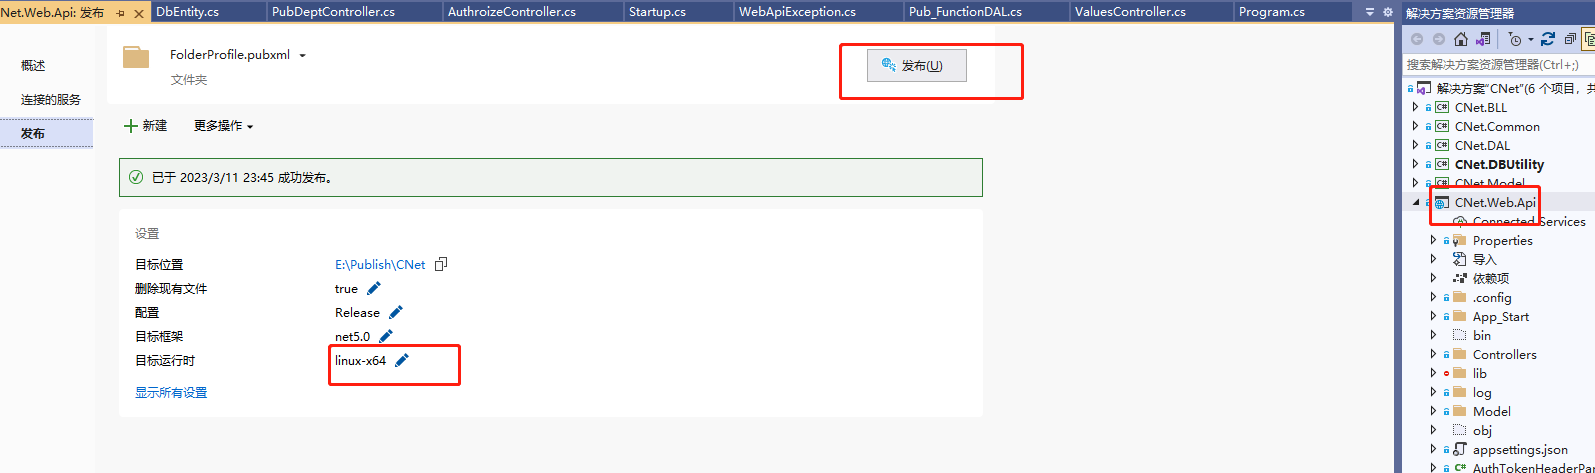 Net.Web.Api: 发布
DbEntity.cs
PubDeptController.cs
AuthroizeController.cs
Startup.cs
WebApiException.cs
Pub_FunctionDAL.cs
ValuesController.cs
Program.cs
概述
连接的服务
发布
FolderProfile.pubxml
文件夹
发布(U)
新建
更多操作
已于 2023/3/11 23:45 成功发布。
设置
目标位置 E:\Publish\CNet
删除现有文件 true
配置 Release
目标框架 net5.0
目标运行时 linux-x64
显示所有设置
解决方案资源管理器
搜索解决方案资源管理器(Ctrl+;)
解决方案"CNet"(6 个项目，共
C# CNet.BLL
C# CNet.Common
C# CNet.DAL
C# CNet.DBUtility
C# CNet.Model
CNet.Web.Api
Connected Services
Properties
导入
依赖项
.config
App_Start
bin
Controllers
lib
log
Model
obj
appsettings.json
C# AuthTokenHeaderPar